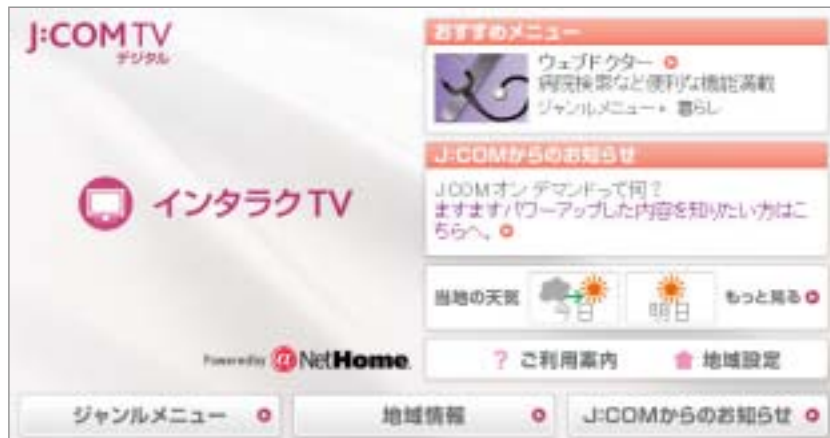 J:COM TV
デジタル
インタラクTV
Powered by @NetHome
おすすめメニュー
ウェブドクター
病院検索など便利な機能満載
ジャンルメニュー 暮らし
J:COMからのお知らせ
J:COMオン デマンドって何?
ますますパワーアップした内容を知りたい方はこ
ちらへ。
当地の天気 今日 明日 もっと見る
? ご利用案内 地域設定
ジャンルメニュー 地域情報 J:COMからのお知らせ